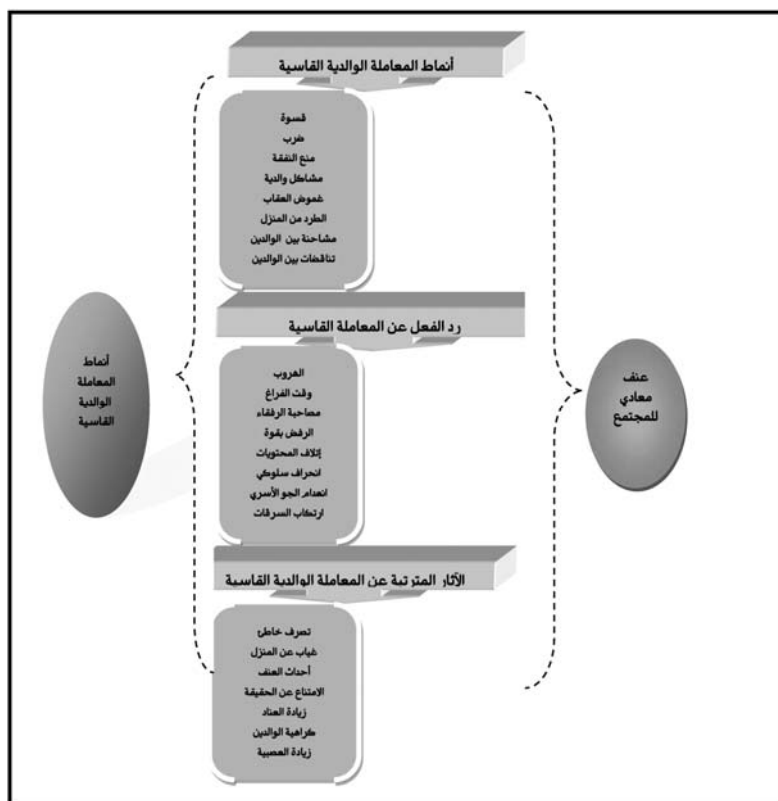 أنماط المعاملة الوالدية القاسية
قسوة
ضرب
منع النفقة
مشاكل والدية
غموض العقاب
الطرد من المنزل
مشاحنة بين الوالدين
تناقضات بين الوالدين
رد الفعل عن المعاملة القاسية
الهروب
وقت الفراغ
مصاحبة الرفقاء
الرفض بقوة
إتلاف المحتويات
انحراف سلوكي
انعدام الجو الأسري
ارتكاب السرقات
الآثار المترتبة عن المعاملة الوالدية القاسية
تصرف خاطئ
غياب عن المنزل
أحداث العنف
الامتناع عن الحقيقة
زيادة العناد
كراهية الوالدين
زيادة العصبية
عنف
معادي
للمجتمع
أنماط
المعاملة
الوالدية
القاسية